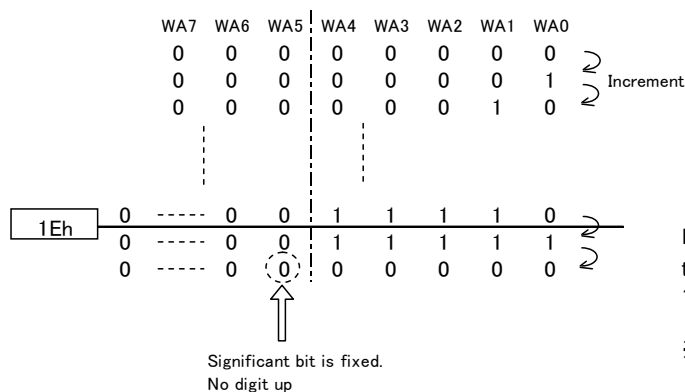 WA7 WA6 WA5 WA4 WA3 WA2 WA1 WA0
0 0 0 0 0 0 0 0
0 0 0 0 0 0 0 1 Increment
0 0 0 0 0 0 1 0
1Eh 0 ----- 0 0 1 1 1 1 0
0 ----- 0 0 1 1 1 1 1
0 ----- 0 0 0 0 0 0 0
Significant bit is fixed.
No digit up